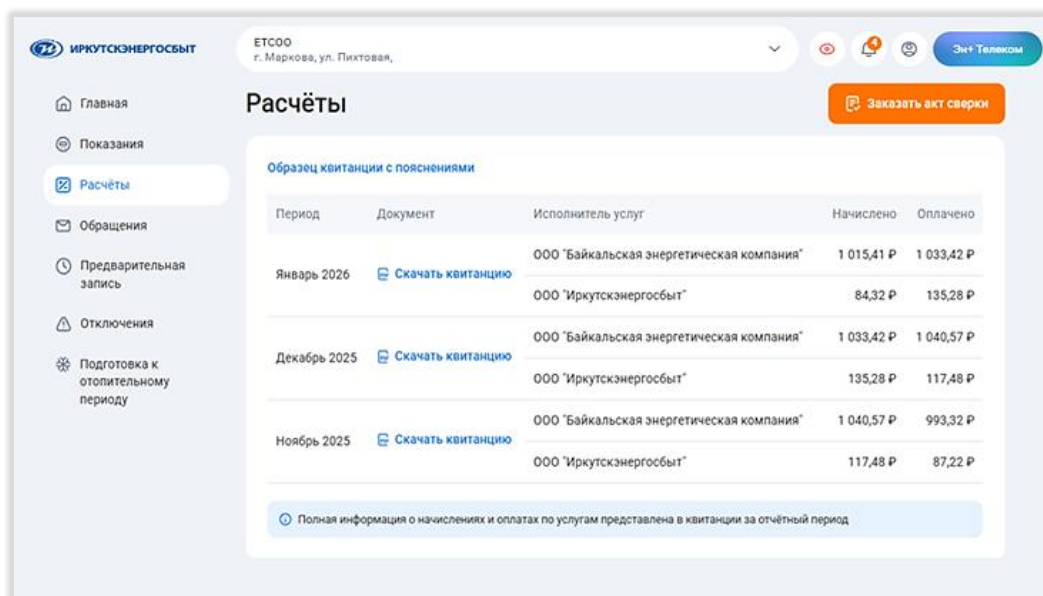 ИРКУТСКЭНЕРГОСБЫТ
ЕТСОО
г. Маркова, ул. Пихтовая,
4
Эн+ Телеком
Главная
Показания
Расчёты
Обращения
Предварительная
запись
Отключения
Подготовка к
отопительному
периоду
Расчёты
Заказать акт сверки
Образец квитанции с пояснениями
Период Документ Исполнитель услуг Начислено Оплачено
Январь 2026 Скачать квитанцию
ООО "Байкальская энергетическая компания" 1 015,41 ₽ 1 033,42 ₽
ООО "Иркутскэнергосбыт" 84,32 ₽ 135,28 ₽
Декабрь 2025 Скачать квитанцию
ООО "Байкальская энергетическая компания" 1 033,42 ₽ 1 040,57 ₽
ООО "Иркутскэнергосбыт" 135,28 ₽ 117,48 ₽
Ноябрь 2025 Скачать квитанцию
ООО "Байкальская энергетическая компания" 1 040,57 ₽ 993,32 ₽
ООО "Иркутскэнергосбыт" 117,48 ₽ 87,22 ₽
Полная информация о начислениях и оплатах по услугам представлена в квитанции за отчётный период